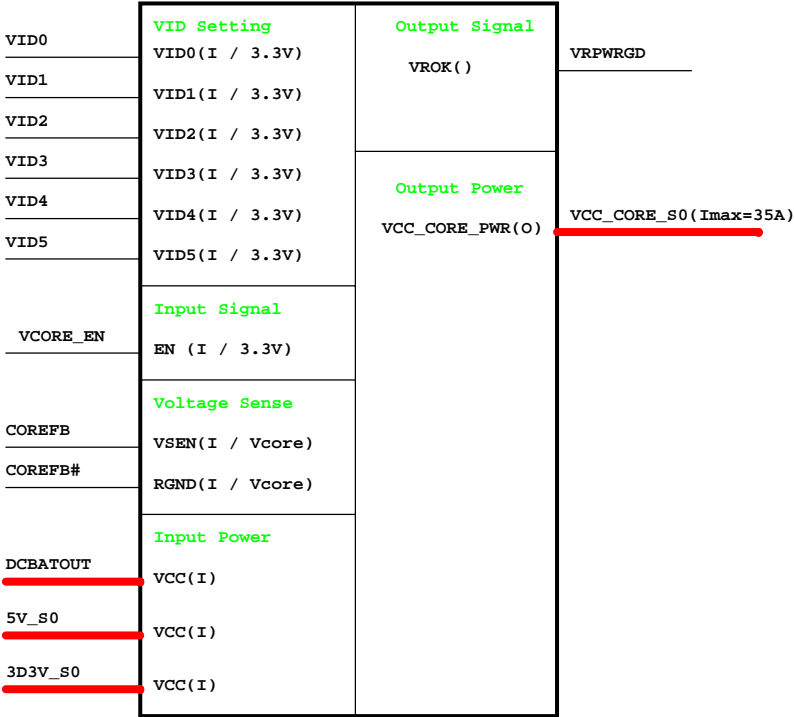 VID Setting
Output Signal
VID0
VID0(I / 3.3V)
VROK()
VRPWRGD
VID1
VID1(I / 3.3V)
VID2
VID2(I / 3.3V)
VID3
VID3(I / 3.3V)
Output Power
VID4
VID4(I / 3.3V)
VCC_CORE_PWR(O)
VCC_CORE_S0(Imax=35A)
VID5
VID5(I / 3.3V)
Input Signal
VCORE_EN
EN (I / 3.3V)
Voltage Sense
COREFB
VSEN(I / Vcore)
COREFB#
RGND(I / Vcore)
Input Power
DCBATOUT
VCC(I)
5V_S0
VCC(I)
3D3V_S0
VCC(I)